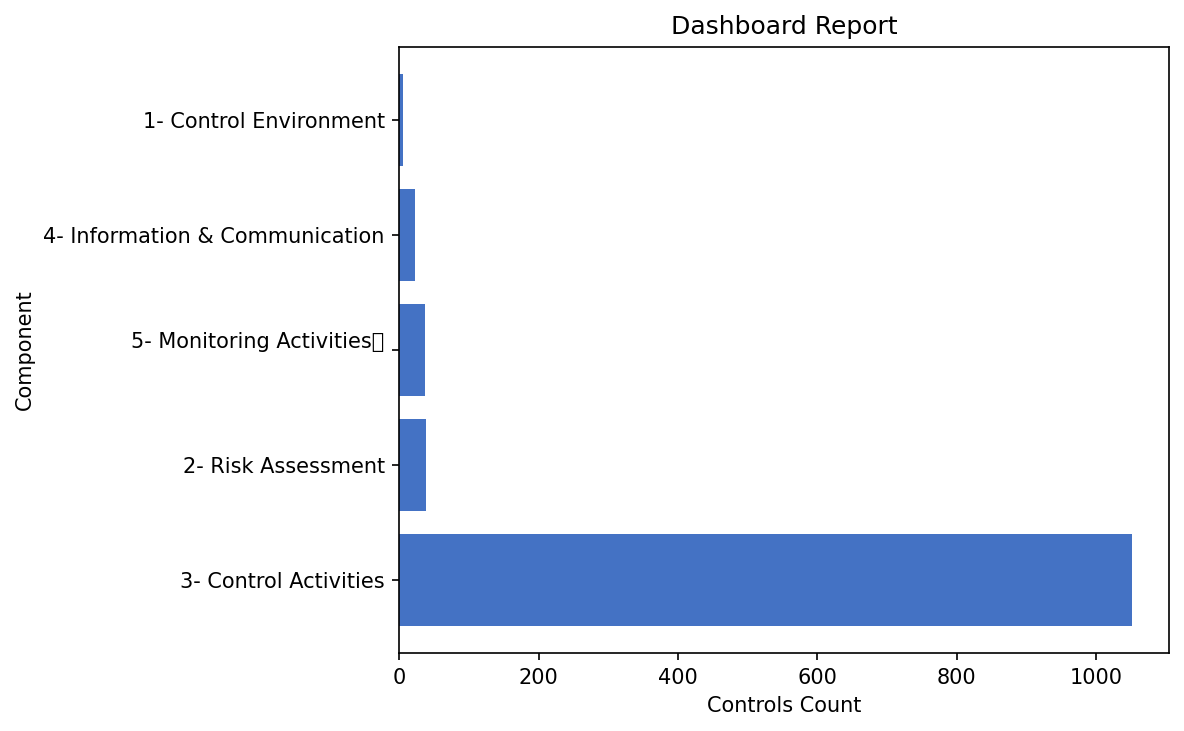 Dashboard Report
1- Control Environment
4- Information & Communication
5- Monitoring Activities
2- Risk Assessment
3- Control Activities
Component
0 200 400 600 800 1000
Controls Count